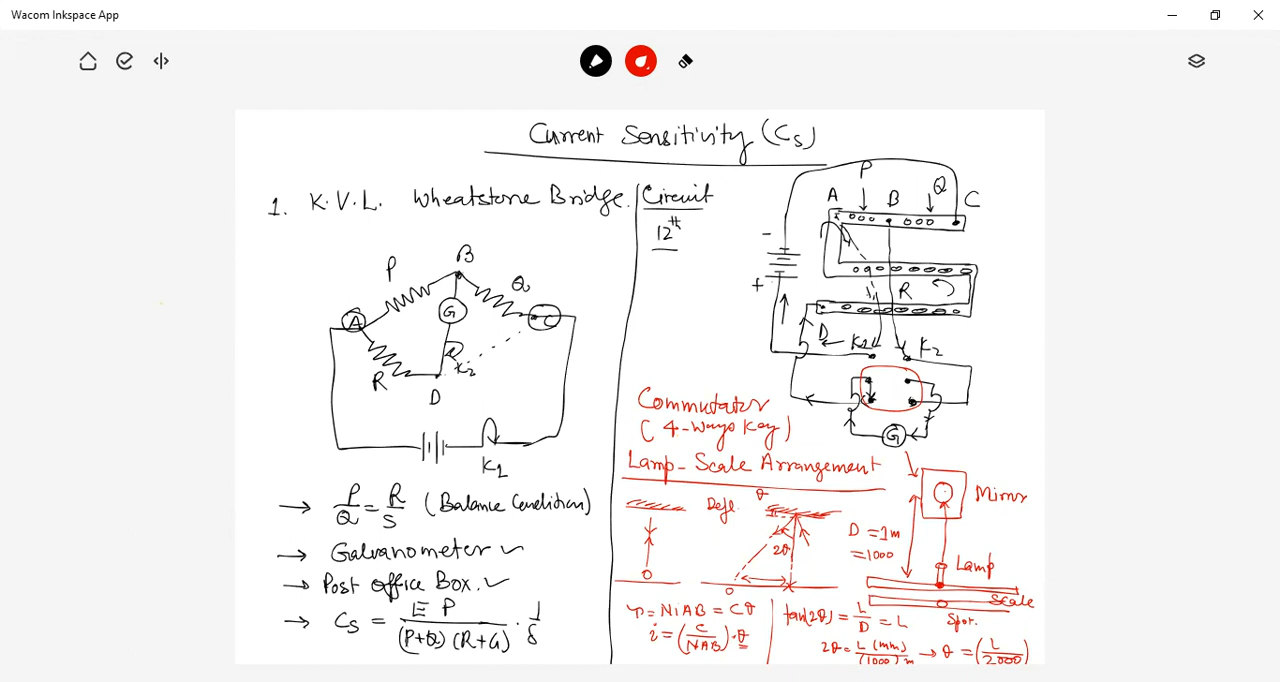 Wacom Inkspace App
Current Sensitivity (Cs)
1. K.V.L. Wheatstone Bridge.
A
P
B
Q
C
G
R
D
K2
K1
→ P/Q = R/S (Balance Condition)
→ Galvanometer ✓
→ Post office Box. ✓
→ Cs = E P / (P+Q) (R+G) . 1/δ
Circuit
12th
P
A
B
Q
C
-
+
R
D
K1
K2
G
Commutator
(4-Ways Key)
Lamp-Scale Arrangement
Defl.
θ
2θ
D = 1m
= 1000
Mirror
Lamp
Scale
Spot.
= NiAB = Cθ
i = (C/NAB) . θ
tan(2θ) = L/D = L
2θ = L (mm) / (1000) m → θ = (L/2000)